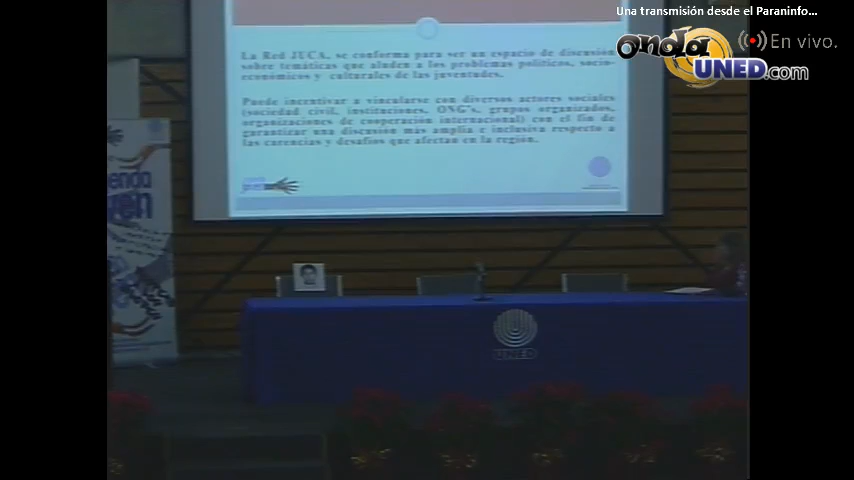 Una transmisión desde el Paraninfo...
onda
UNED.com
En vivo.
La Red JUCA, se conforma para ser un espacio de discusión
sobre temáticas que aluden a los problemas políticos, socio-
económicos y culturales de las juventudes.
Puede incentivar a vincularse con diversos actores sociales
(sociedad civil, instituciones, ONG's, grupos organizados,
organizaciones de cooperación internacional) con el fin de
garantizar una discusión más amplia e inclusiva respecto a
las carencias y desafíos que afectan en la región.
UNED